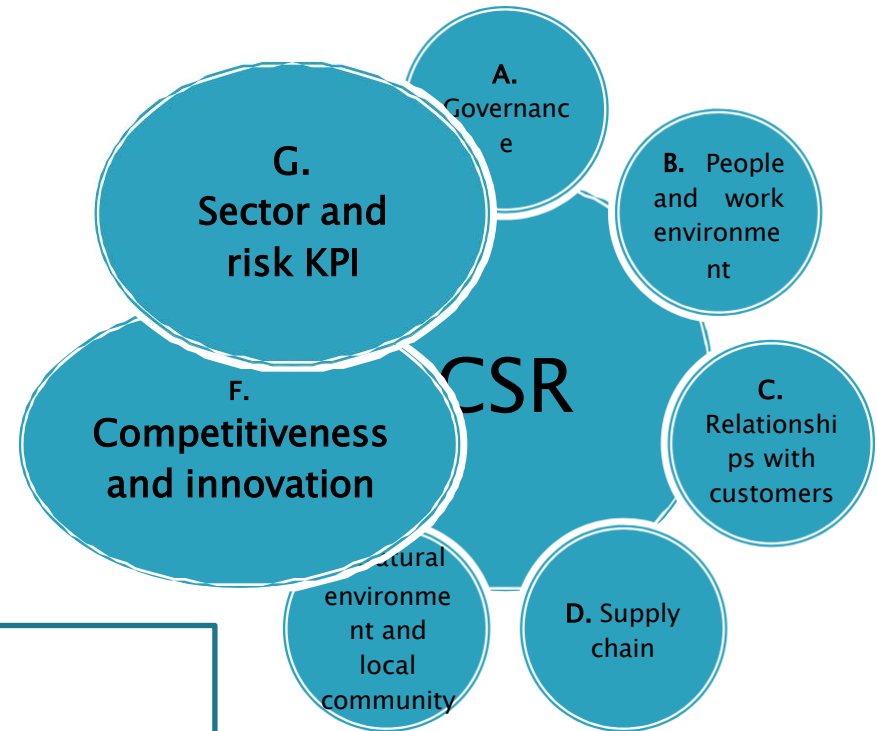 A.
Governanc
e
B. People
and work
environme
nt
C.
Relationshi
ps with
customers
D. Supply
chain
environme
nt and
local
community
F.
Competitiveness
and innovation
G.
Sector and
risk KPI
CSR